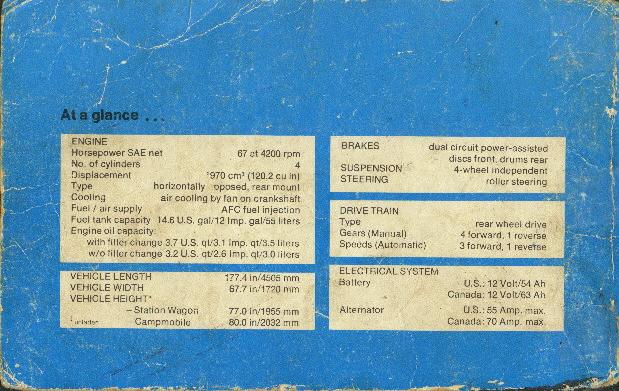 At a glance . . .
ENGINE
Horsepower SAE net 67 at 4200 rpm
No. of cylinders 4
Displacement 1970 cm³ (120.2 cu in)
Type horizontally opposed, rear mount
Cooling air cooling by fan on crankshaft
Fuel / air supply AFC fuel injection
Fuel tank capacity 14.6 U.S. gal/12 Imp. gal/55 liters
Engine oil capacity:
with filter change 3.7 U.S. qt/3.1 Imp. qt/3.5 liters
w/o filter change 3.2 U.S. qt/2.6 Imp. qt/3.0 liters
VEHICLE LENGTH 177.4 in/4505 mm
VEHICLE WIDTH 67.7 in/1720 mm
VEHICLE HEIGHT*
– Station Wagon 77.0 in/1955 mm
Campmobile 80.0 in/2032 mm
BRAKES dual circuit power-assisted
discs front, drums rear
SUSPENSION 4-wheel independent
STEERING roller steering
DRIVE TRAIN
Type rear wheel drive
Gears (Manual) 4 forward, 1 reverse
Speeds (Automatic) 3 forward, 1 reverse
ELECTRICAL SYSTEM
Battery U.S.: 12 Volt/54 Ah
Canada: 12 Volt/63 Ah
Alternator U.S.: 55 Amp. max.
Canada: 70 Amp. max.